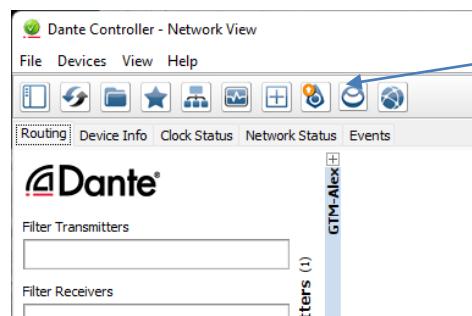 Dante Controller - Network View
File Devices View Help
Routing Device Info Clock Status Network Status Events
Dante®
Filter Transmitters
Filter Receivers
GTM-Alex
(1)